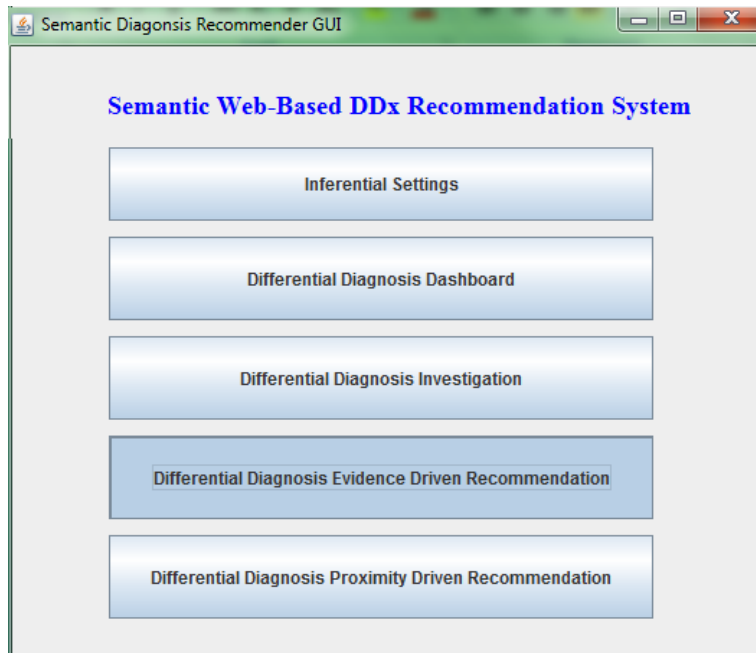 Semantic Diagonsis Recommender GUI
Semantic Web-Based DDx Recommendation System
Inferential Settings
Differential Diagnosis Dashboard
Differential Diagnosis Investigation
Differential Diagnosis Evidence Driven Recommendation
Differential Diagnosis Proximity Driven Recommendation